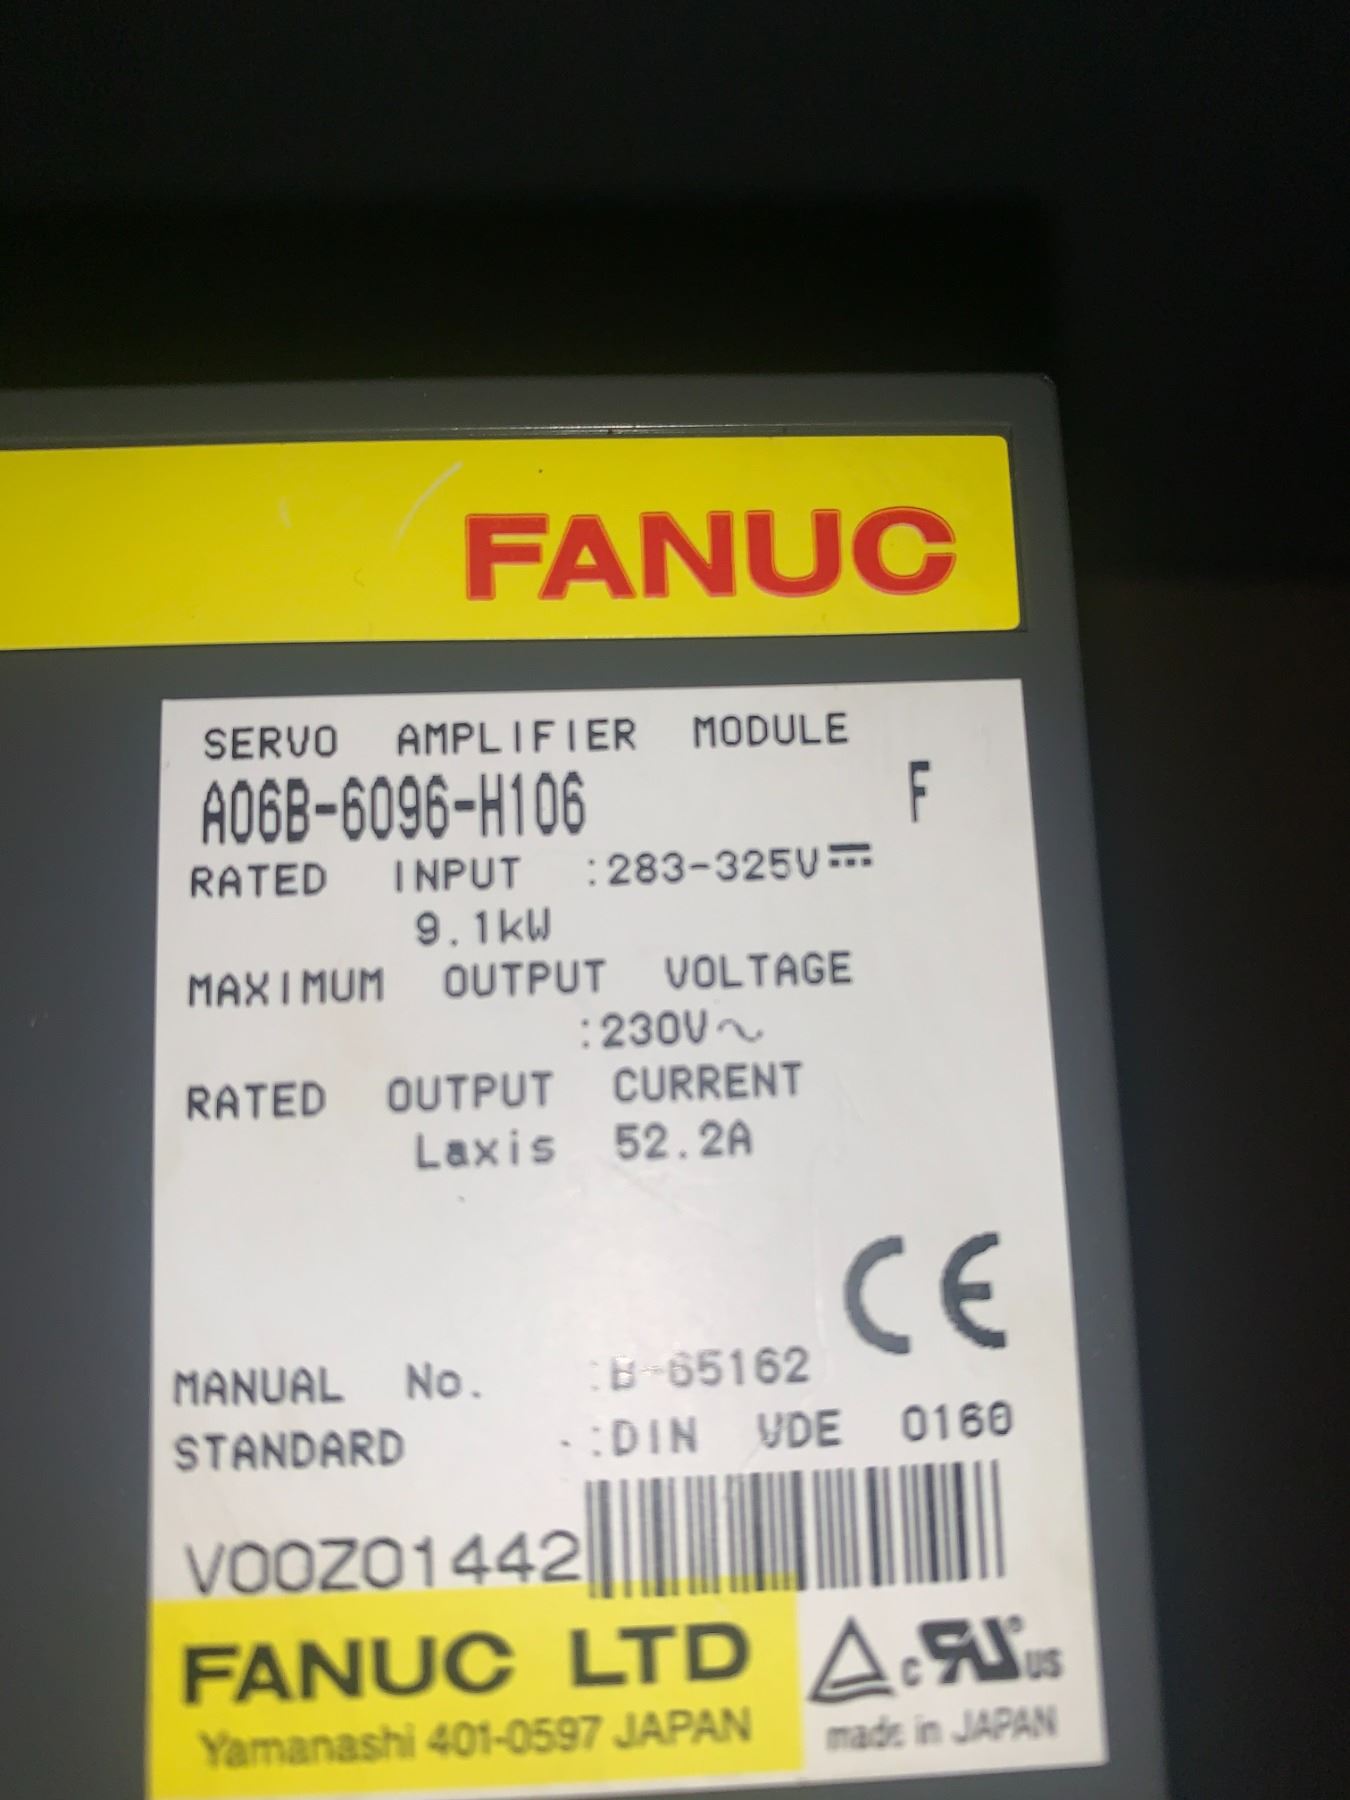 FANUC
SERVO AMPLIFIER MODULE
A06B-6096-H106 F
RATED INPUT :283-325V⎓
9.1kW
MAXIMUM OUTPUT VOLTAGE
:230V~
RATED OUTPUT CURRENT
Laxis 52.2A
CE
MANUAL No. :B-65162
STANDARD :DIN VDE 0160
V00Z01442
FANUC LTD
Yamanashi 401-0597 JAPAN
c RU US
made in JAPAN